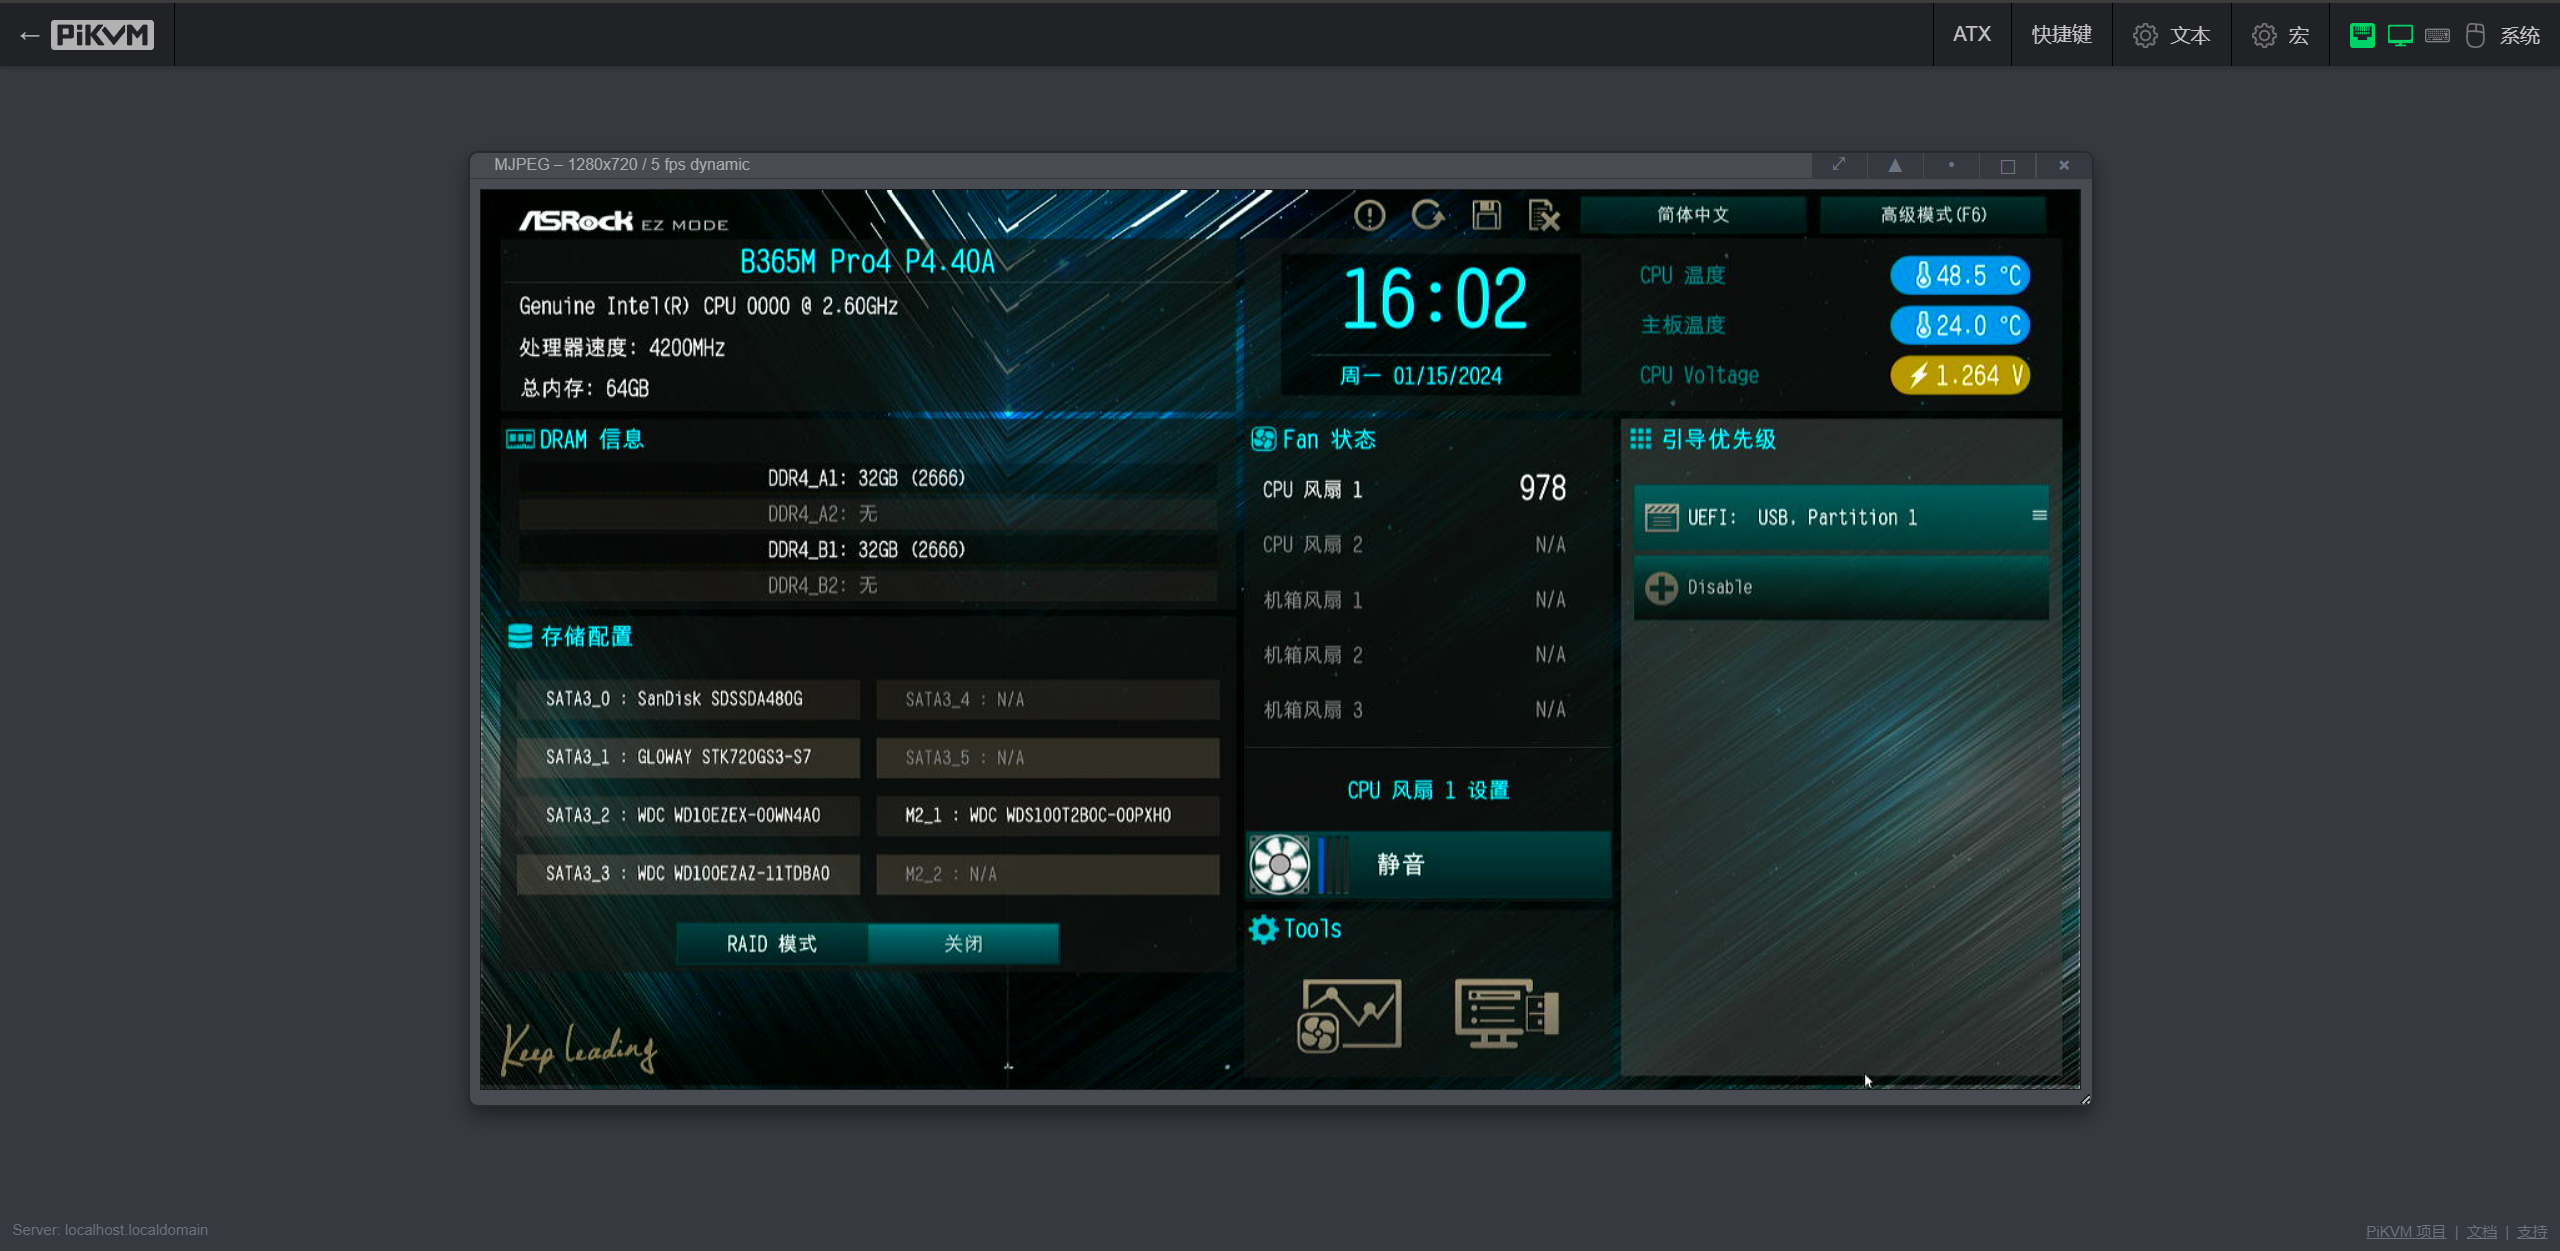 ← PiKVM
ATX 快捷键 文本 宏 系统
MJPEG – 1280x720 / 5 fps dynamic
ASRock EZ MODE
简体中文 高级模式(F6)
B365M Pro4 P4.40A
Genuine Intel(R) CPU 0000 @ 2.60GHz
处理器速度: 4200MHz
总内存: 64GB
16:02
周一 01/15/2024
CPU 温度 48.5 °C
主板温度 24.0 °C
CPU Voltage 1.264 V
DRAM 信息
DDR4_A1: 32GB (2666)
DDR4_A2: 无
DDR4_B1: 32GB (2666)
DDR4_B2: 无
存储配置
SATA3_0 : SanDisk SDSSDA480G
SATA3_4 : N/A
SATA3_1 : GLOWAY STK720GS3-S7
SATA3_5 : N/A
SATA3_2 : WDC WD10EZEX-00WN4A0
M2_1 : WDC WDS100T2B0C-00PXH0
SATA3_3 : WDC WD100EZAZ-11TDBA0
M2_2 : N/A
RAID 模式 关闭
Keep Leading
Fan 状态
CPU 风扇 1 978
CPU 风扇 2 N/A
机箱风扇 1 N/A
机箱风扇 2 N/A
机箱风扇 3 N/A
CPU 风扇 1 设置
静音
Tools
引导优先级
UEFI: USB, Partition 1
Disable
Server: localhost.localdomain
PiKVM 项目 | 文档 | 支持